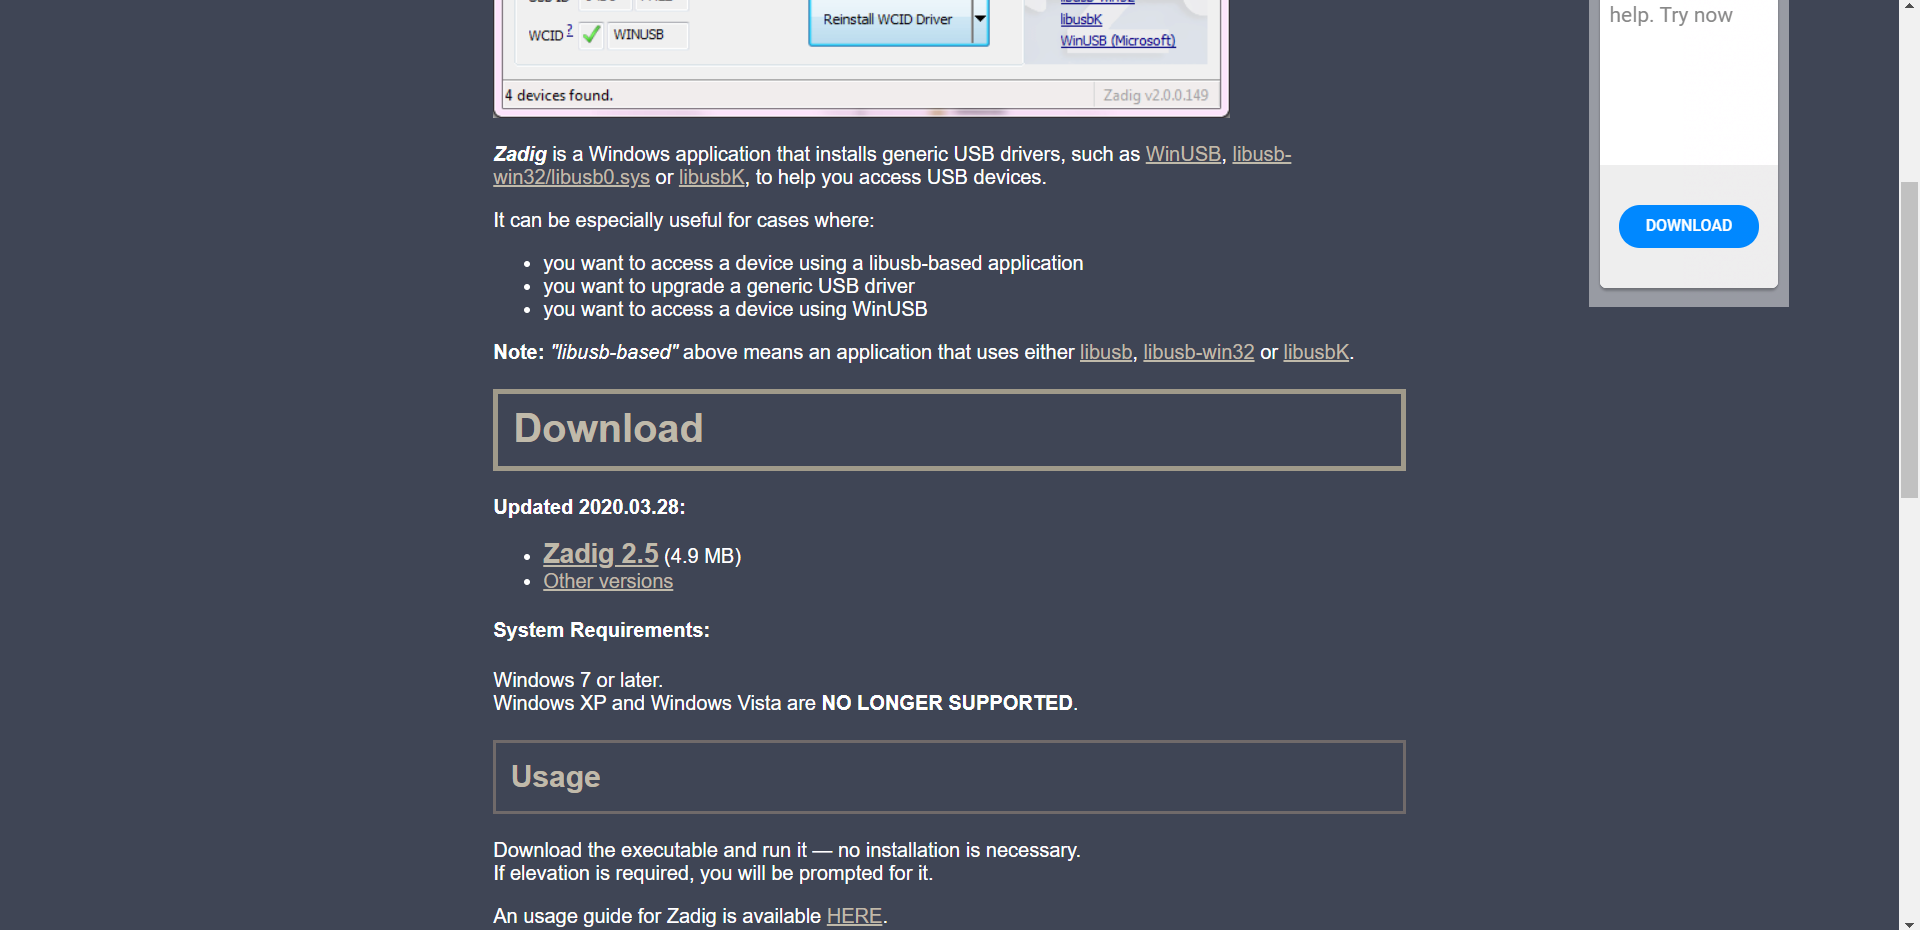 Reinstall WCID Driver
libusbK
WCID? WINUSB
WinUSB (Microsoft)
4 devices found.
Zadig v2.0.0.149
help. Try now
DOWNLOAD
Zadig is a Windows application that installs generic USB drivers, such as WinUSB, libusb-
win32/libusb0.sys or libusbK, to help you access USB devices.
It can be especially useful for cases where:
• you want to access a device using a libusb-based application
• you want to upgrade a generic USB driver
• you want to access a device using WinUSB
Note: "libusb-based" above means an application that uses either libusb, libusb-win32 or libusbK.
Download
Updated 2020.03.28:
• Zadig 2.5 (4.9 MB)
• Other versions
System Requirements:
Windows 7 or later.
Windows XP and Windows Vista are NO LONGER SUPPORTED.
Usage
Download the executable and run it — no installation is necessary.
If elevation is required, you will be prompted for it.
An usage guide for Zadig is available HERE.